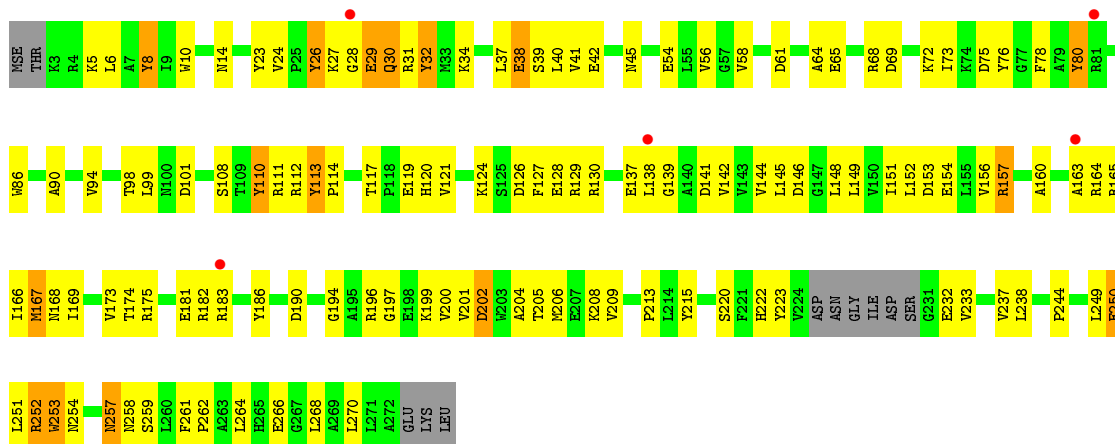 MSE THR K3 R4 K5 L6 A7 Y8 I9 W10 N14 Y23 V24 P25 Y26 K27 G28 E29 Q30 R31 Y32 M33 K34 L37 E38 S39 L40 V41 E42 N45 E54 L55 V56 G57 V58 D61 A64 E65 R68 D69 K72 I73 K74 D75 Y76 G77 F78 A79 Y80 R81
W86 A90 V94 T98 L99 N100 D101 S108 T109 Y110 R111 R112 Y113 P114 T117 P118 E119 H120 V121 K124 S125 D126 F127 E128 R129 R130 E137 L138 G139 A140 D141 V142 V143 V144 L145 D146 G147 L148 L149 V150 I151 L152 D153 E154 L155 V156 R157 A160 A163 R164 R165
I166 M167 N168 I169 V173 T174 R175 E181 R182 R183 Y186 D190 G194 A195 R196 G197 E198 K199 V200 V201 D202 W203 A204 T205 M206 E207 K208 V209 P213 L214 Y215 S220 F221 H222 Y223 V224 ASP ASN GLY ILE ASP SER G231 E232 V233 V237 L238 P244 L249
L251 R252 W253 N254 N257 N258 S259 L260 F261 P262 A263 L264 H265 E266 G267 L268 A269 L270 L271 A272 GLU LYS LEU